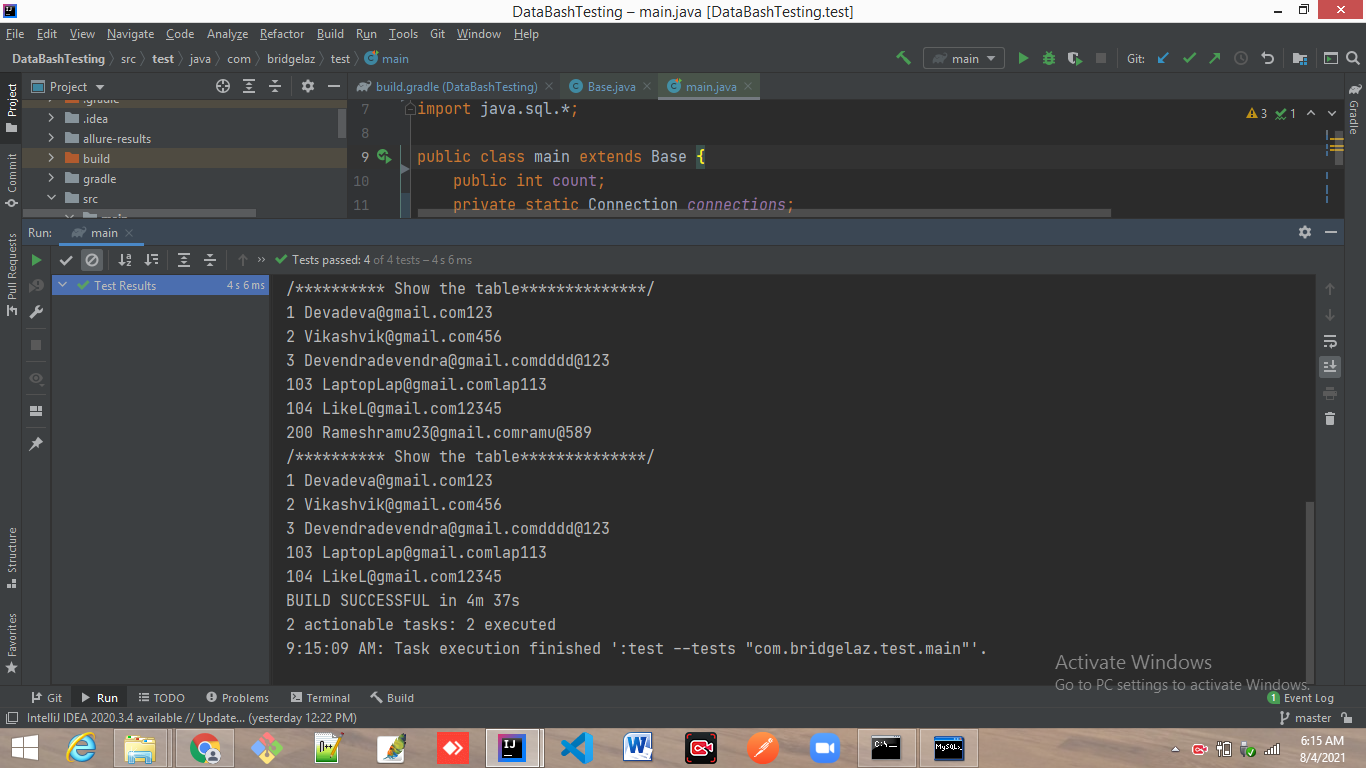 DataBashTesting – main.java [DataBashTesting.test]
File Edit View Navigate Code Analyze Refactor Build Run Tools Git Window Help
DataBashTesting src test java com bridgelaz test main
main Git:
Project
build.gradle (DataBashTesting) Base.java main.java
.gradle
.idea
allure-results
build
gradle
src
main
7 import java.sql.*;
8
9 public class main extends Base {
10 public int count;
11 private static Connection connections;
3 1
Project
Commit
Pull Requests
Structure
Favorites
Gradle
Run: main
Tests passed: 4 of 4 tests – 4 s 6 ms
Test Results 4 s 6 ms
/********** Show the table**************/
1 Devadeva@gmail.com123
2 Vikashvik@gmail.com456
3 Devendradevendra@gmail.comdddd@123
103 LaptopLap@gmail.comlap113
104 LikeL@gmail.com12345
200 Rameshramu23@gmail.comramu@589
/********** Show the table**************/
1 Devadeva@gmail.com123
2 Vikashvik@gmail.com456
3 Devendradevendra@gmail.comdddd@123
103 LaptopLap@gmail.comlap113
104 LikeL@gmail.com12345
BUILD SUCCESSFUL in 4m 37s
2 actionable tasks: 2 executed
9:15:09 AM: Task execution finished ':test --tests "com.bridgelaz.test.main"'.
Activate Windows
Go to PC settings to activate Windows.
Git Run TODO Problems Terminal Build 1 Event Log
IntelliJ IDEA 2020.3.4 available // Update... (yesterday 12:22 PM) master
6:15 AM
8/4/2021